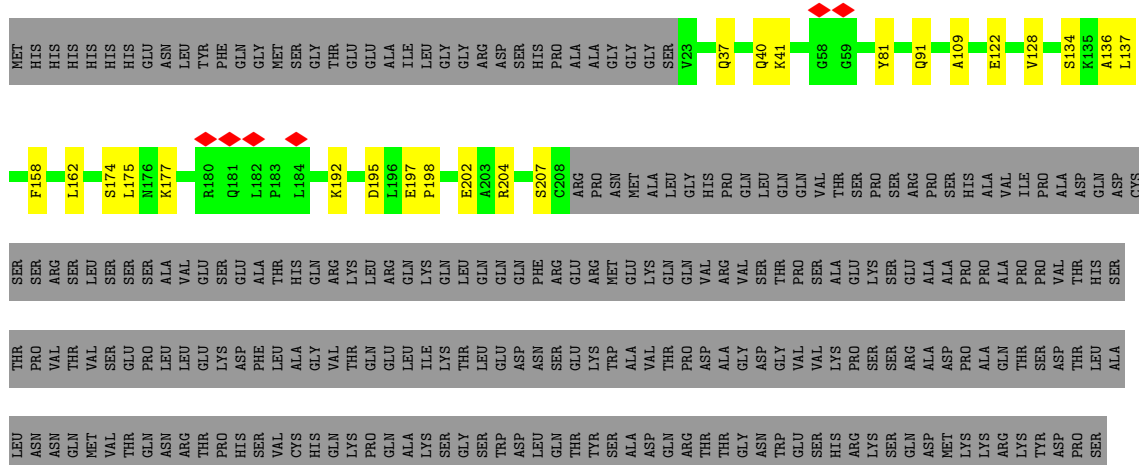 MET HIS HIS HIS HIS HIS HIS GLU ASN LEU TYR PHE GLN GLY MET SER GLY THR GLU GLU ALA ILE LEU GLY GLY ARG ASP SER HIS PRO ALA ALA GLY GLY GLY SER V23 Q37 Q40 K41 G58 G59 Y81 Q91 A109 E122 V128 S134 K135 A136 L137
F158 L162 S174 L175 N176 K177 R180 Q181 L182 P183 L184 K192 D195 L196 E197 P198 E202 A203 R204 S207 C208 ARG PRO ASN MET ALA LEU GLY HIS PRO GLN LEU GLN GLN VAL THR SER PRO SER ARG PRO SER HIS ALA VAL ILE PRO ALA ASP GLN ASP CYS
SER SER ARG SER LEU SER SER SER ALA VAL GLU SER GLU ALA THR HIS GLN ARG LYS LEU ARG GLN LYS GLN LEU GLN GLN GLN PHE ARG GLU ARG MET GLU LYS GLN GLN VAL ARG VAL SER THR PRO SER ALA GLU LYS SER GLU ALA ALA PRO PRO ALA PRO PRO VAL THR HIS SER
THR PRO VAL THR VAL SER GLU PRO LEU LEU GLU LYS ASP PHE LEU ALA GLY VAL THR GLN GLU LEU ILE LYS THR LEU GLU ASP ASN SER GLU LYS TRP ALA VAL THR PRO ASP ALA GLY ASP GLY VAL VAL LYS PRO SER SER ARG ALA ASP PRO ALA GLN THR SER ASP THR LEU ALA
LEU ASN ASN GLN MET VAL THR GLN ASN ARG THR PRO HIS SER VAL CYS HIS GLN LYS PRO GLN ALA LYS SER GLY SER TRP ASP LEU GLN THR TYR SER ALA ASP GLN ARG THR THR GLY ASN TRP GLU SER HIS ARG LYS SER GLN ASP MET LYS LYS ARG LYS TYR ASP PRO SER